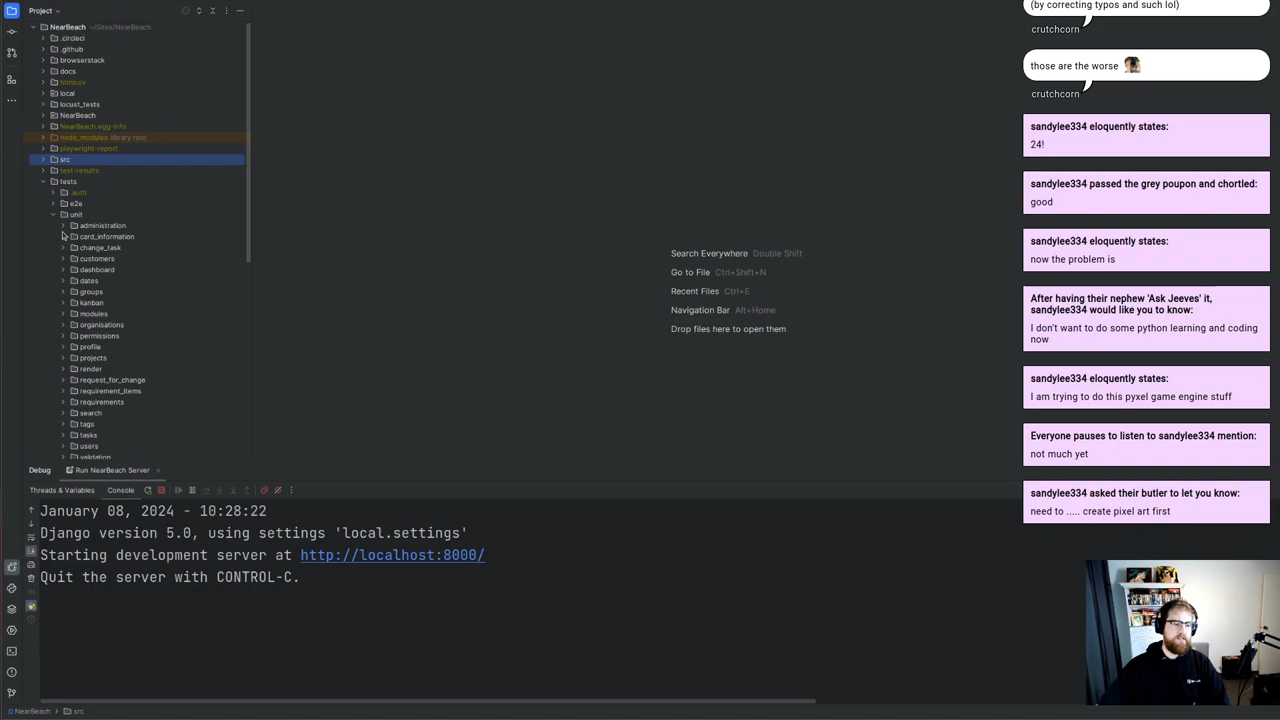 Project
NearBeach ~/Sites/NearBeach
.circleci
.github
browserstack
docs
htmlcov
local
locust_tests
NearBeach
NearBeach.egg-info
node_modules library root
playwright-report
src
test-results
tests
.auth
e2e
unit
administration
card_information
change_task
customers
dashboard
dates
groups
kanban
modules
organisations
permissions
profile
projects
render
request_for_change
requirement_items
requirements
search
tags
tasks
users
validation
Search Everywhere Double Shift
Go to File Ctrl+Shift+N
Recent Files Ctrl+E
Navigation Bar Alt+Home
Drop files here to open them
Debug Run NearBeach Server
Threads & Variables Console
January 08, 2024 - 10:28:22
Django version 5.0, using settings 'local.settings'
Starting development server at http://localhost:8000/
Quit the server with CONTROL-C.
NearBeach > src
(by correcting typos and such lol)
crutchcorn
those are the worse
crutchcorn
sandylee334 eloquently states:
24!
sandylee334 passed the grey poupon and chortled:
good
sandylee334 eloquently states:
now the problem is
After having their nephew 'Ask Jeeves' it,
sandylee334 would like you to know:
I don't want to do some python learning and coding
now
sandylee334 eloquently states:
I am trying to do this pyxel game engine stuff
Everyone pauses to listen to sandylee334 mention:
not much yet
sandylee334 asked their butler to let you know:
need to ..... create pixel art first